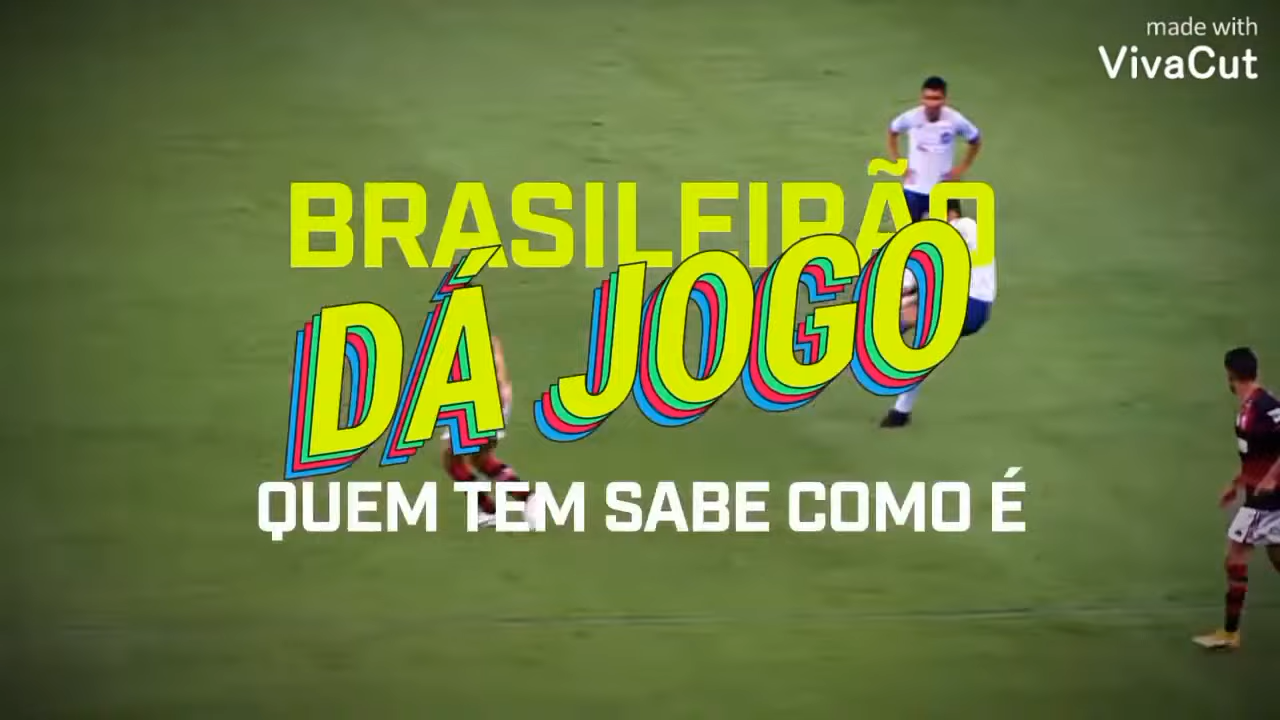 made with
VivaCut
BRASILEIRÃO
DÁ JOGO
QUEM TEM SABE COMO É